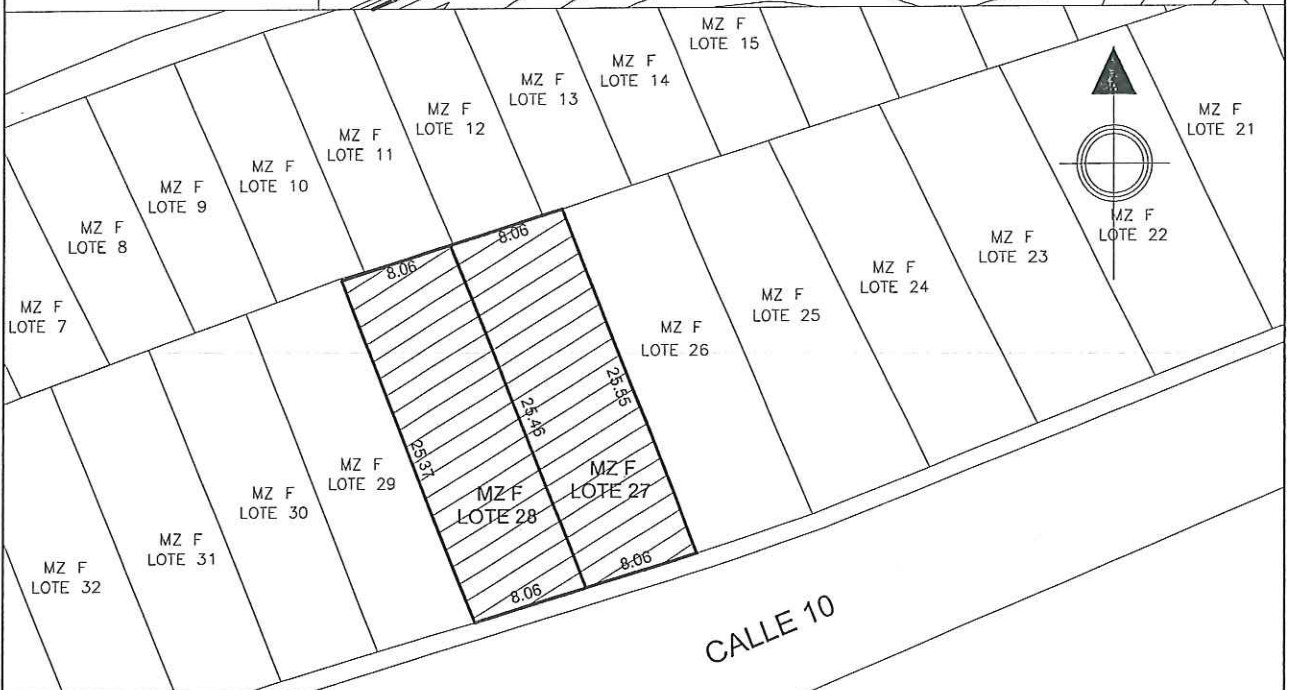 MZ F
LOTE 15
MZ F
LOTE 14
MZ F
LOTE 13
MZ F
LOTE 12
MZ F
LOTE 11
MZ F
LOTE 10
MZ F
LOTE 9
MZ F
LOTE 8
MZ F
LOTE 7
MZ F
LOTE 21
MZ F
LOTE 22
MZ F
LOTE 23
MZ F
LOTE 24
MZ F
LOTE 25
MZ F
LOTE 26
8.06
8.06
25.55
25.46
25.37
MZ F
LOTE 27
MZ F
LOTE 28
8.06
8.06
MZ F
LOTE 29
MZ F
LOTE 30
MZ F
LOTE 31
MZ F
LOTE 32
CALLE 10